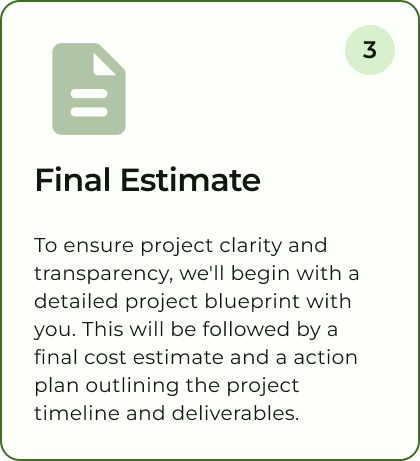 3
Final Estimate
To ensure project clarity and
transparency, we'll begin with a
detailed project blueprint with
you. This will be followed by a
final cost estimate and a action
plan outlining the project
timeline and deliverables.